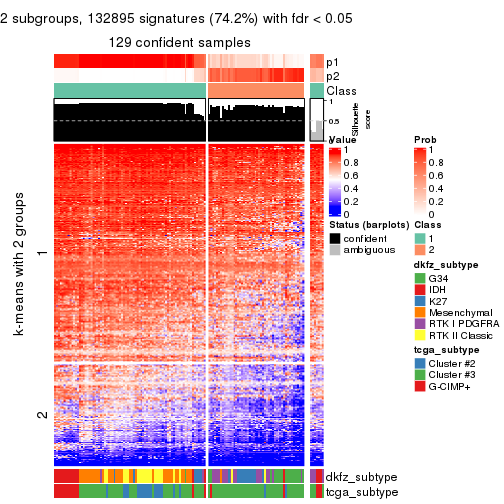 2 subgroups, 132895 signatures (74.2%) with fdr < 0.05
129 confident samples
p1
p2
Class
1
0.5
0
Silhouette
score
k-means with 2 groups
1
2
dkfz_subtype
tcga_subtype
Value
1
0.8
0.6
0.4
0.2
0
Status (barplots)
confident
ambiguous
Prob
1
0.8
0.6
0.4
0.2
0
Class
1
2
dkfz_subtype
G34
IDH
K27
Mesenchymal
RTK I PDGFRA
RTK II Classic
tcga_subtype
Cluster #2
Cluster #3
G-CIMP+